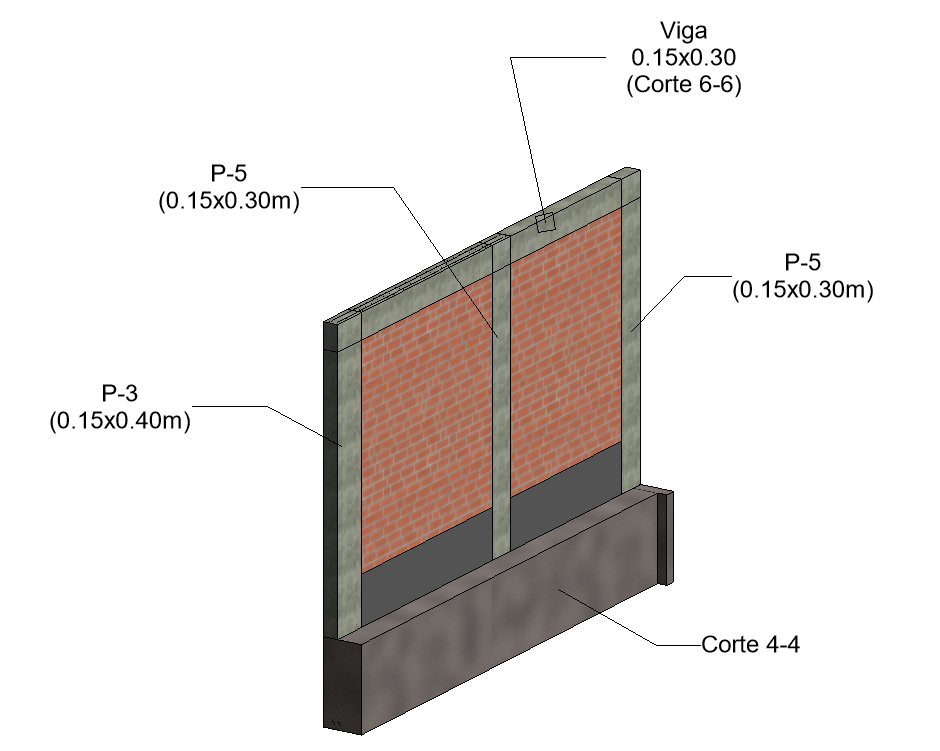 Viga
0.15x0.30
(Corte 6-6)
P-5
(0.15x0.30m)
P-5
(0.15x0.30m)
P-3
(0.15x0.40m)
Corte 4-4